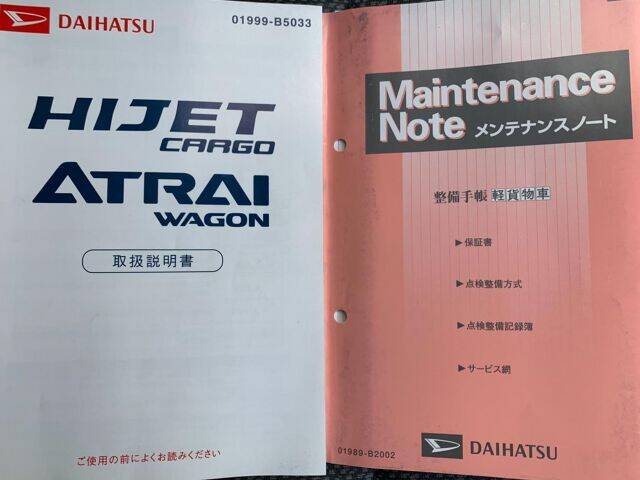 DAIHATSU
01999-B5033
HIJET
CARGO
ATRAI
WAGON
取扱説明書
ご使用の前によくお読みください
Maintenance
Note メンテナンスノート
整備手帳 軽貨物車
▶保証書
▶点検整備方式
▶点検整備記録簿
▶サービス網
01989-B2002
DAIHATSU